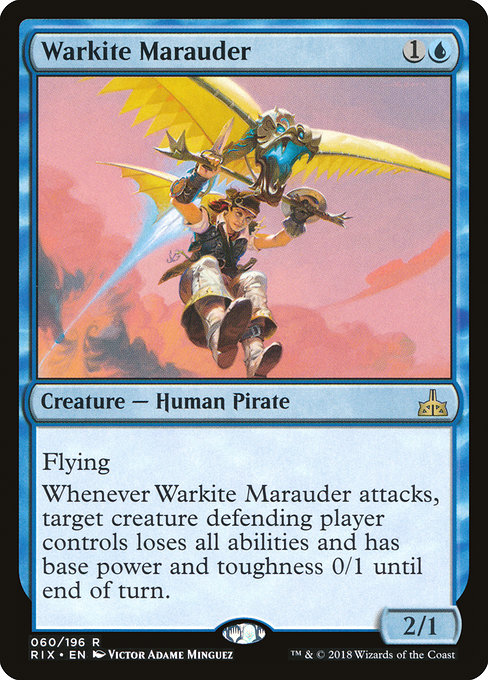 Warkite Marauder 1
Creature — Human Pirate
Flying
Whenever Warkite Marauder attacks,
target creature defending player
controls loses all abilities and has
base power and toughness 0/1 until
end of turn.
2/1
060/196 R
RIX • EN Victor Adame Minguez
™ & © 2018 Wizards of the Coast